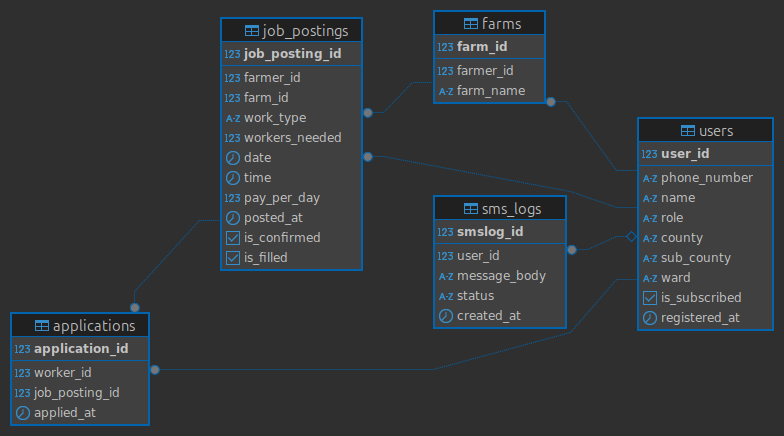 job_postings
123 job_posting_id
123 farmer_id
123 farm_id
A-Z work_type
123 workers_needed
date
time
123 pay_per_day
posted_at
is_confirmed
is_filled
farms
123 farm_id
123 farmer_id
A-Z farm_name
users
123 user_id
A-Z phone_number
A-Z name
A-Z role
A-Z county
A-Z sub_county
A-Z ward
is_subscribed
registered_at
sms_logs
123 smslog_id
123 user_id
A-Z message_body
A-Z status
created_at
applications
123 application_id
123 worker_id
123 job_posting_id
applied_at